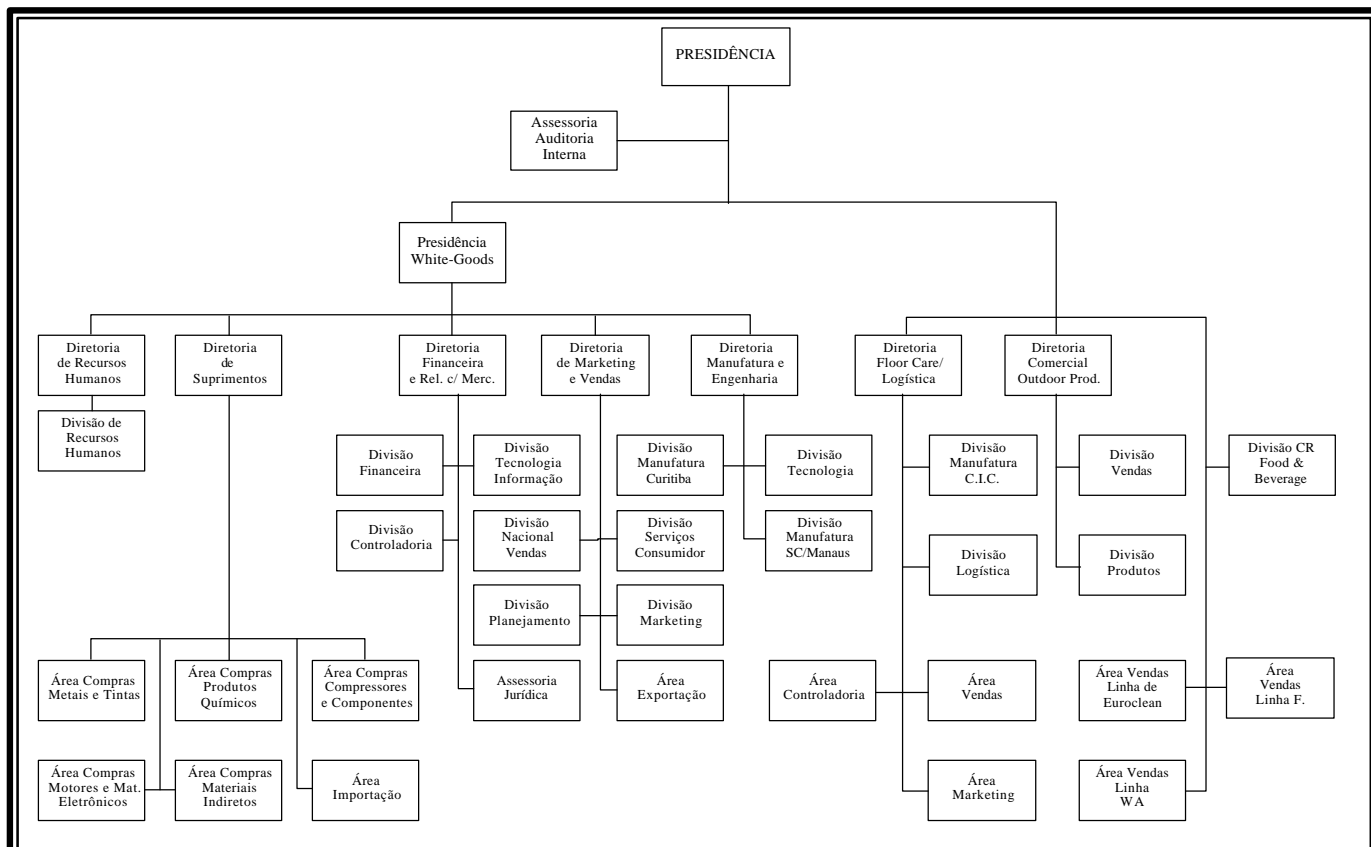 PRESIDÊNCIA
Assessoria
Auditoria
Interna
Presidência
White-Goods
Diretoria
de Recursos
Humanos
Diretoria
de
Suprimentos
Diretoria
Financeira
e Rel. c/ Merc.
Diretoria
de Marketing
e Vendas
Diretoria
Manufatura e
Engenharia
Diretoria
Floor Care/
Logística
Diretoria
Comercial
Outdoor Prod.
Divisão de
Recursos
Humanos
Divisão
Financeira
Divisão
Tecnologia
Informação
Divisão
Manufatura
Curitiba
Divisão
Tecnologia
Divisão
Manufatura
C.I.C.
Divisão
Vendas
Divisão CR
Food &
Beverage
Divisão
Controladoria
Divisão
Nacional
Vendas
Divisão
Serviços
Consumidor
Divisão
Manufatura
SC/Manaus
Divisão
Logística
Divisão
Produtos
Divisão
Planejamento
Divisão
Marketing
Área Compras
Metais e Tintas
Área Compras
Produtos
Químicos
Área Compras
Compressores
e Componentes
Assessoria
Jurídica
Área
Exportação
Área
Controladoria
Área
Vendas
Área Vendas
Linha de
Euroclean
Área
Vendas
Linha F.
Área Compras
Motores e Mat.
Eletrônicos
Área Compras
Materiais
Indiretos
Área
Importação
Área
Marketing
Área Vendas
Linha
WA